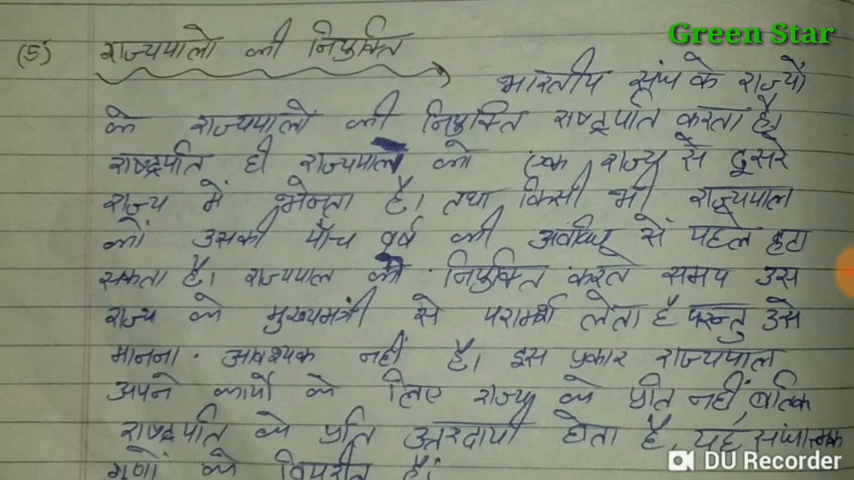 Green Star
(5) राज्यपालो की नियुक्ति
भारतीय संघ के राज्यों
के राज्यपालों की नियुक्ति राष्ट्रपति करता है।
राष्ट्रपति ही राज्यपाल को एक राज्य से दूसरे
राज्य में भेजता है। तथा किसी भी राज्यपाल
को उसकी पाँच वर्ष की अवधि से पहले हटा
सकता है। राज्यपाल की नियुक्ति करते समय उस
राज्य के मुख्यमंत्री से परामर्श लेता है परन्तु उसे
मानना आवश्यक नहीं है। इस प्रकार राज्यपाल
अपने कार्यों के लिए राज्य के प्रति नहीं, बल्कि
राष्ट्रपति के प्रति उत्तरदायी होता है, यह संघात्मक
गुणों के विपरीत है।
DU Recorder